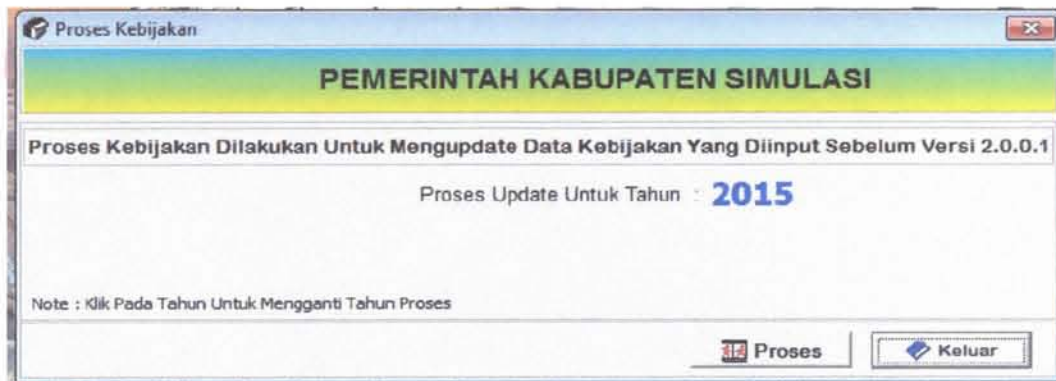 Proses Kebijakan
PEMERINTAH KABUPATEN SIMULASI
Proses Kebijakan Dilakukan Untuk Mengupdate Data Kebijakan Yang Diinput Sebelum Versi 2.0.0.1
Proses Update Untuk Tahun : 2015
Note : Klik Pada Tahun Untuk Mengganti Tahun Proses
Proses Keluar